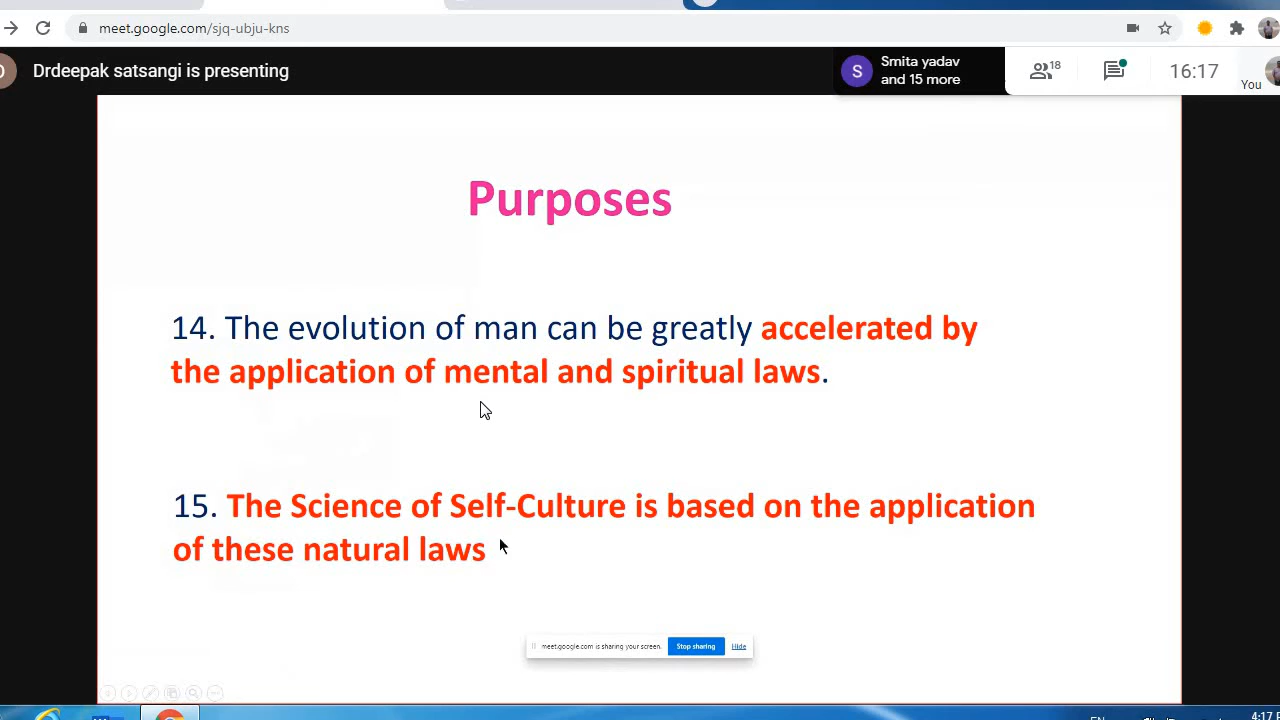 meet.google.com/sjq-ubju-kns
Drdeepak satsangi is presenting
S
Smita yadav
and 15 more
18
16:17
You
Purposes
14. The evolution of man can be greatly accelerated by
the application of mental and spiritual laws.
15. The Science of Self-Culture is based on the application
of these natural laws
meet.google.com is sharing your screen.
Stop sharing
Hide